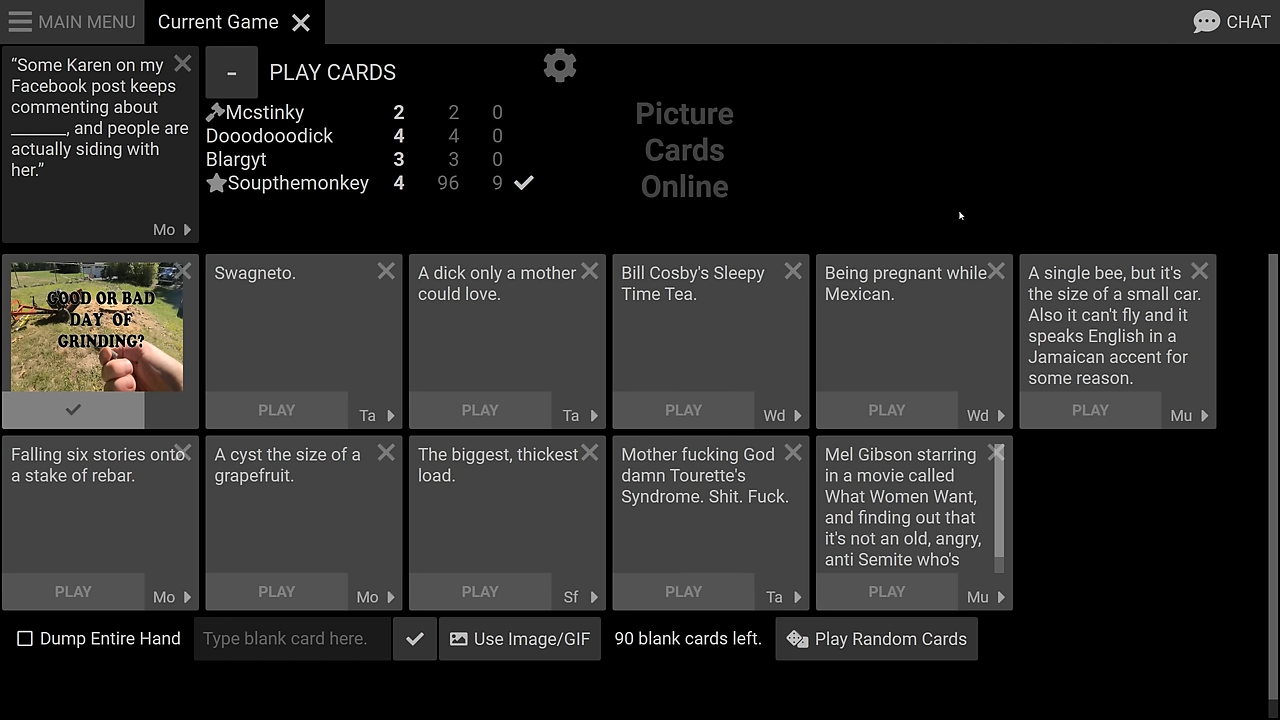 MAIN MENU
Current Game
CHAT
“Some Karen on my
Facebook post keeps
commenting about
______, and people are
actually siding with
her.”
Mo
-
PLAY CARDS
Mcstinky 2 2 0
Dooodooodick 4 4 0
Blargyt 3 3 0
Soupthemonkey 4 96 9
Picture
Cards
Online
GOOD OR BAD
DAY OF
GRINDING?
Swagneto.
PLAY
Ta
A dick only a mother
could love.
PLAY
Ta
Bill Cosby's Sleepy
Time Tea.
PLAY
Wd
Being pregnant while
Mexican.
PLAY
Wd
A single bee, but it's
the size of a small car.
Also it can't fly and it
speaks English in a
Jamaican accent for
some reason.
PLAY
Mu
Falling six stories onto
a stake of rebar.
PLAY
Mo
A cyst the size of a
grapefruit.
PLAY
Mo
The biggest, thickest
load.
PLAY
Sf
Mother fucking God
damn Tourette's
Syndrome. Shit. Fuck.
PLAY
Ta
Mel Gibson starring
in a movie called
What Women Want,
and finding out that
it's not an old, angry,
anti Semite who's
PLAY
Mu
Dump Entire Hand
Type blank card here.
Use Image/GIF
90 blank cards left.
Play Random Cards